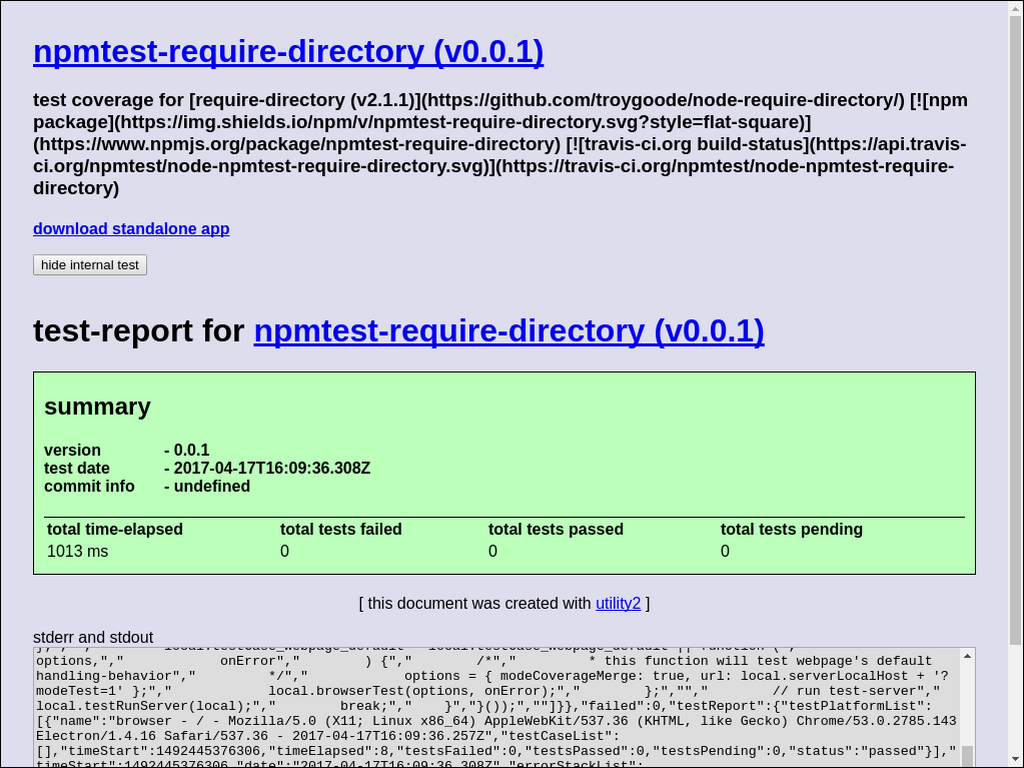 npmtest-require-directory (v0.0.1)
test coverage for [require-directory (v2.1.1)](https://github.com/troygoode/node-require-directory/) [![npm
package](https://img.shields.io/npm/v/npmtest-require-directory.svg?style=flat-square)]
(https://www.npmjs.org/package/npmtest-require-directory) [![travis-ci.org build-status](https://api.travis-
ci.org/npmtest/node-npmtest-require-directory.svg)](https://travis-ci.org/npmtest/node-npmtest-require-
directory)
download standalone app
hide internal test
test-report for npmtest-require-directory (v0.0.1)
summary
version - 0.0.1
test date - 2017-04-17T16:09:36.308Z
commit info - undefined
total time-elapsed total tests failed total tests passed total tests pending
1013 ms 0 0 0
[ this document was created with utility2 ]
stderr and stdout
options,"," onError"," ) {"," /*"," * this function will test webpage's default
handling-behavior"," */"," options = { modeCoverageMerge: true, url: local.serverLocalHost + '?
modeTest=1' };"," local.browserTest(options, onError);"," };",""," // run test-server","
local.testRunServer(local);"," break;"," }","}());",""]}},"failed":0,"testReport":{"testPlatformList":
[{"name":"browser - / - Mozilla/5.0 (X11; Linux x86_64) AppleWebKit/537.36 (KHTML, like Gecko) Chrome/53.0.2785.143
Electron/1.4.16 Safari/537.36 - 2017-04-17T16:09:36.257Z","testCaseList":
[],"timeStart":1492445376306,"timeElapsed":8,"testsFailed":0,"testsPassed":0,"testsPending":0,"status":"passed"}],"
timeStart":1492445376306,"date":"2017-04-17T16:09:36.308Z","errorStackList":